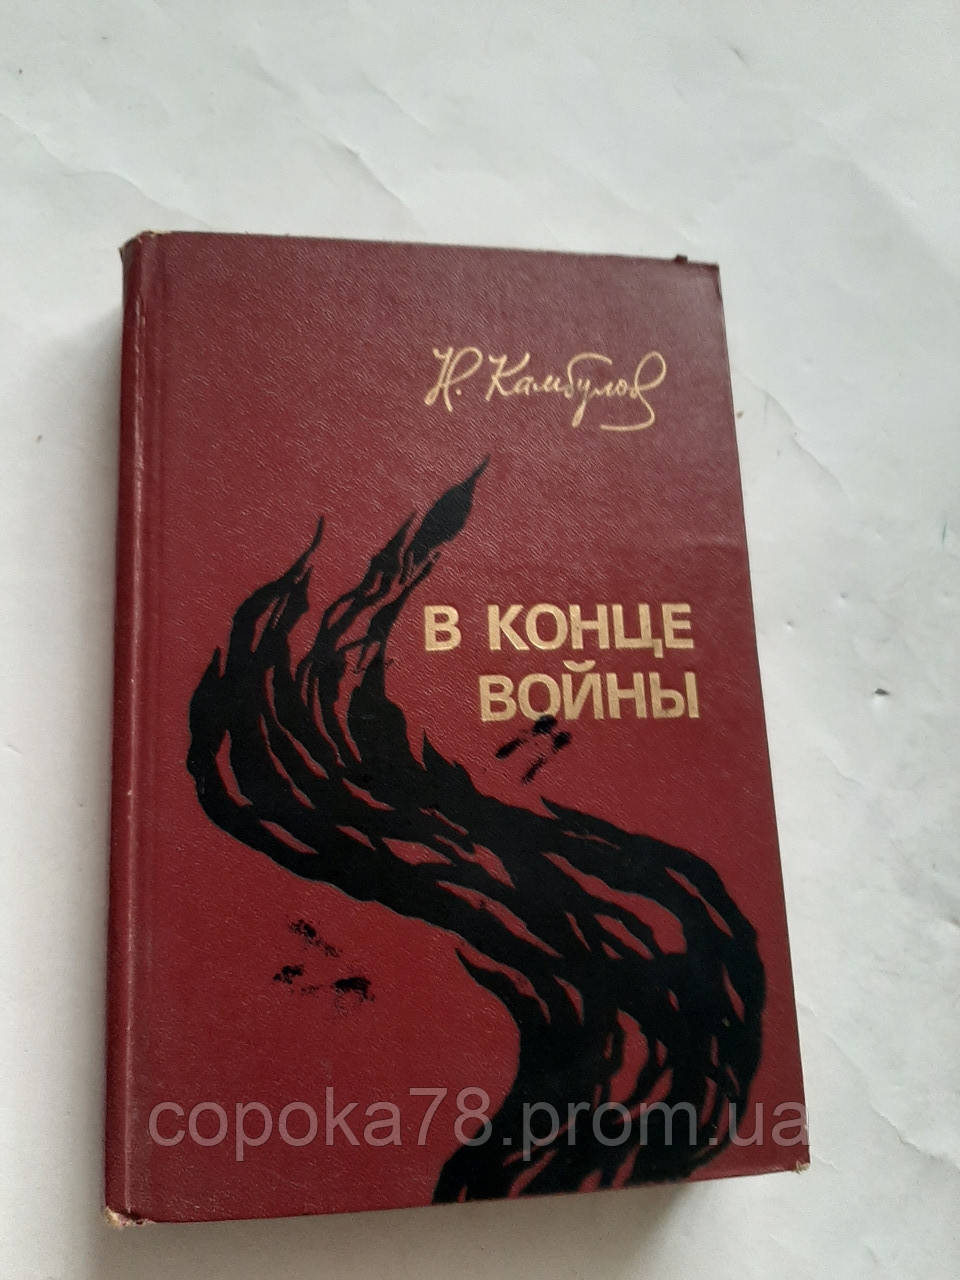 Н. Камбулов
В КОНЦЕ
ВОЙНЫ
copoka78.prom.ua